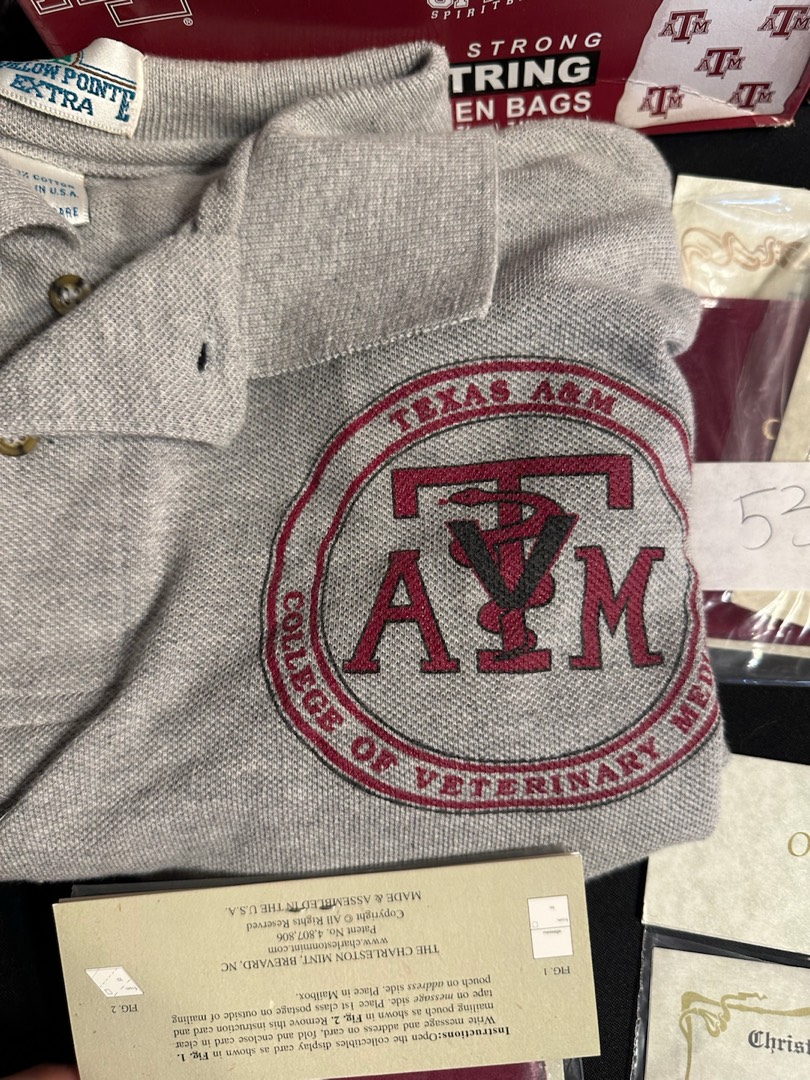 SPIRITB
STRONG
TRING
EN BAGS
ATM
ATM
ATM
ATM
ATM
LLOW POINTE
EXTRA
COTTON
IN U.S.A.
TEXAS A&M
ATM
V
COLLEGE OF VETERINARY MED
53
Instructions: Open the collectibles display card as shown in Fig. 1.
Write message and address on card, fold and enclose card in clear
mailing pouch as shown in Fig. 2. Remove this instruction card and
tape on message side. Place 1st class postage on outside of mailing
pouch on address side. Place in Mailbox.
FIG. 1
FIG. 2
THE CHARLESTON MINT, BREVARD, NC
www.charlestonmint.com
Patent No. 4,807,806
Copyright © All Rights Reserved
MADE & ASSEMBLED IN THE U.S.A.
O
Christ